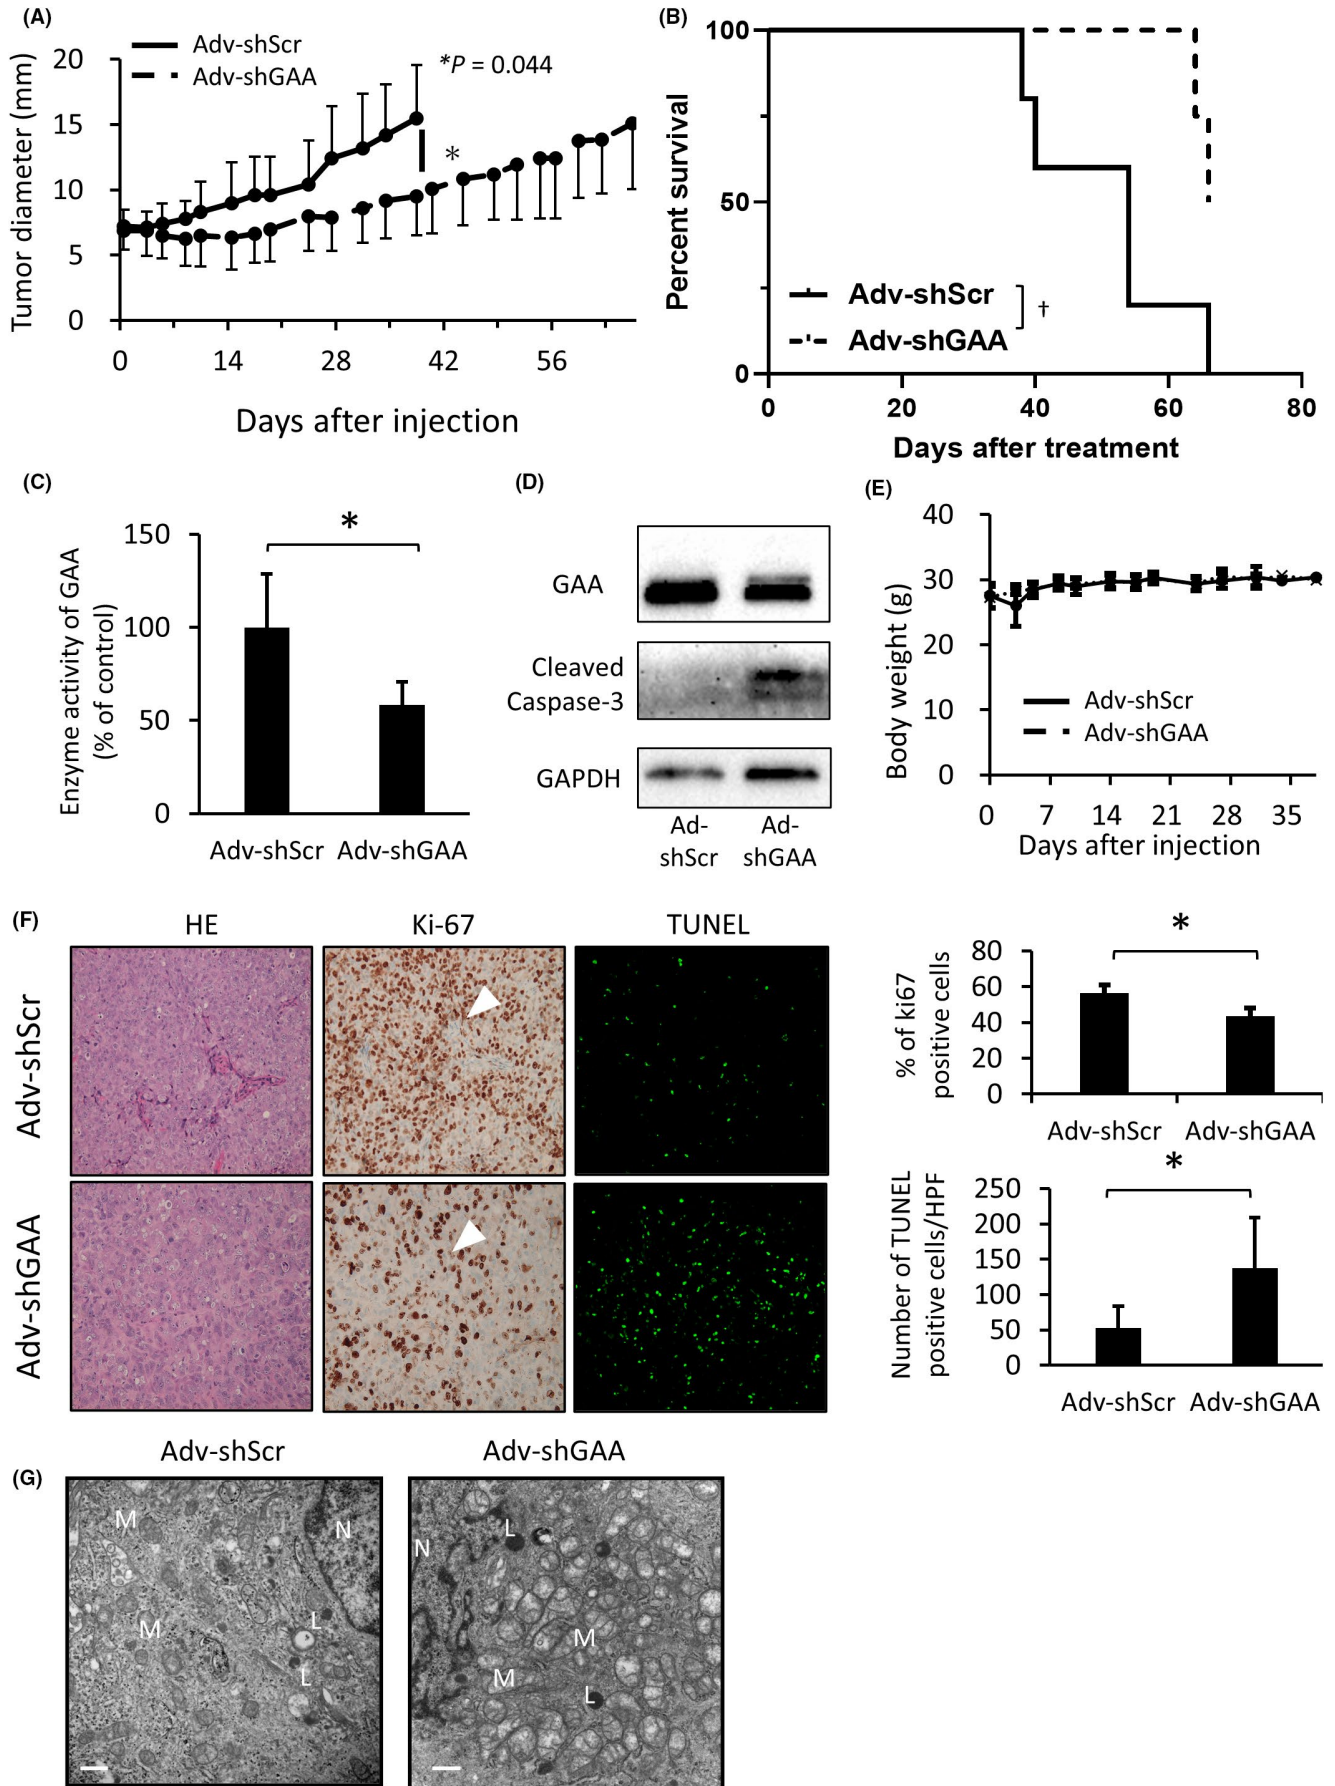 (A)
Adv-shScr
Adv-shGAA
*P = 0.044
*
Tumor diameter (mm)
20
15
10
5
0
0 14 28 42 56
Days after injection
(B)
Percent survival
100
50
0
Adv-shScr
Adv-shGAA
†
0 20 40 60 80
Days after treatment
(C)
Enzyme activity of GAA
(% of control)
150
100
50
0
*
Adv-shScr Adv-shGAA
(D)
GAA
Cleaved
Caspase-3
GAPDH
Ad- Ad-
shScr shGAA
(E)
Body weight (g)
40
30
20
10
0
Adv-shScr
Adv-shGAA
0 7 14 21 28 35
Days after injection
(F)
HE Ki-67 TUNEL
Adv-shScr
Adv-shGAA
% of ki67
positive cells
80
60
40
20
0
*
Adv-shScr Adv-shGAA
Number of TUNEL
positive cells/HPF
250
200
150
100
50
0
*
Adv-shScr Adv-shGAA
(G)
Adv-shScr Adv-shGAA
M
N
M
L
L
L
N
M
M
L